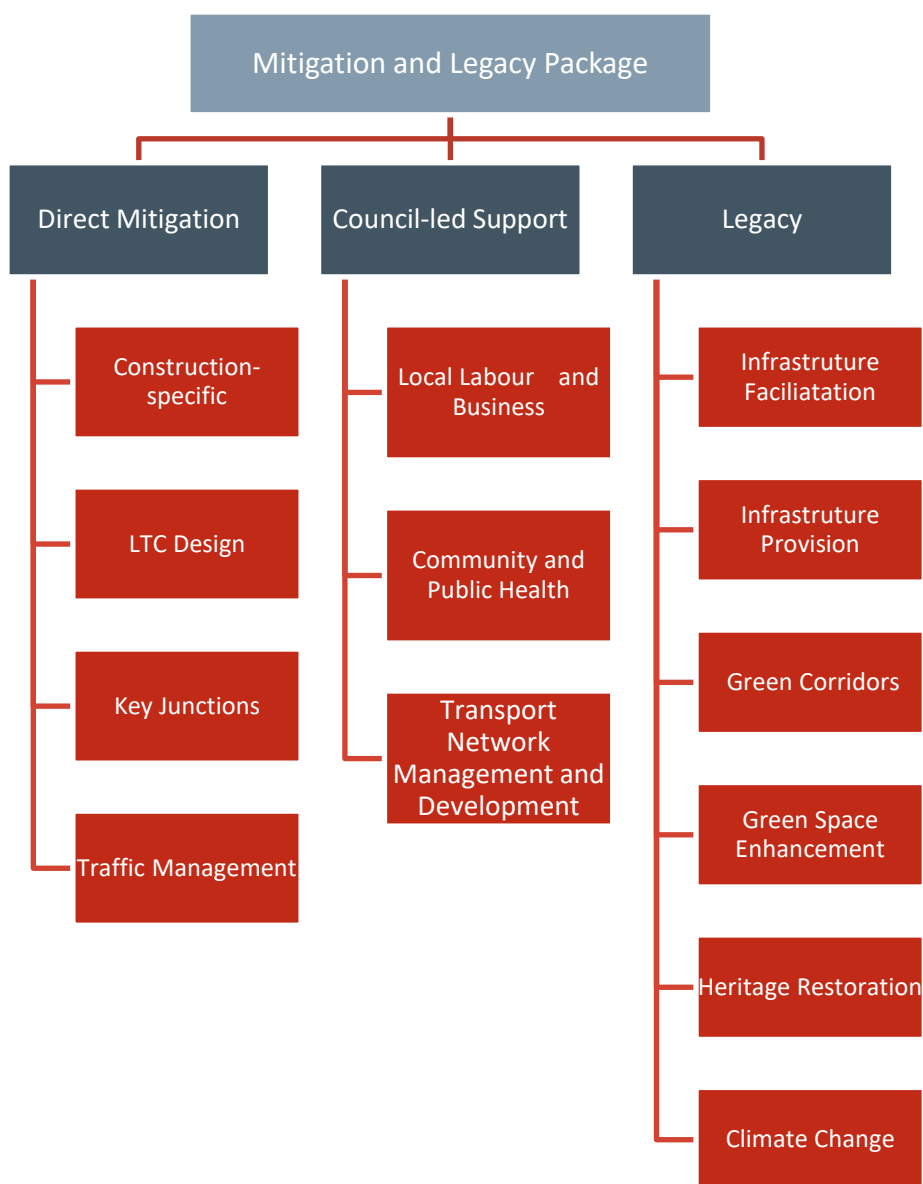 Mitigation and Legacy Package
Direct Mitigation
Construction-
specific
LTC Design
Key Junctions
Traffic Management
Council-led Support
Local Labour and
Business
Community and
Public Health
Transport
Network
Management and
Development
Legacy
Infrastruture
Faciliatation
Infrastruture
Provision
Green Corridors
Green Space
Enhancement
Heritage Restoration
Climate Change